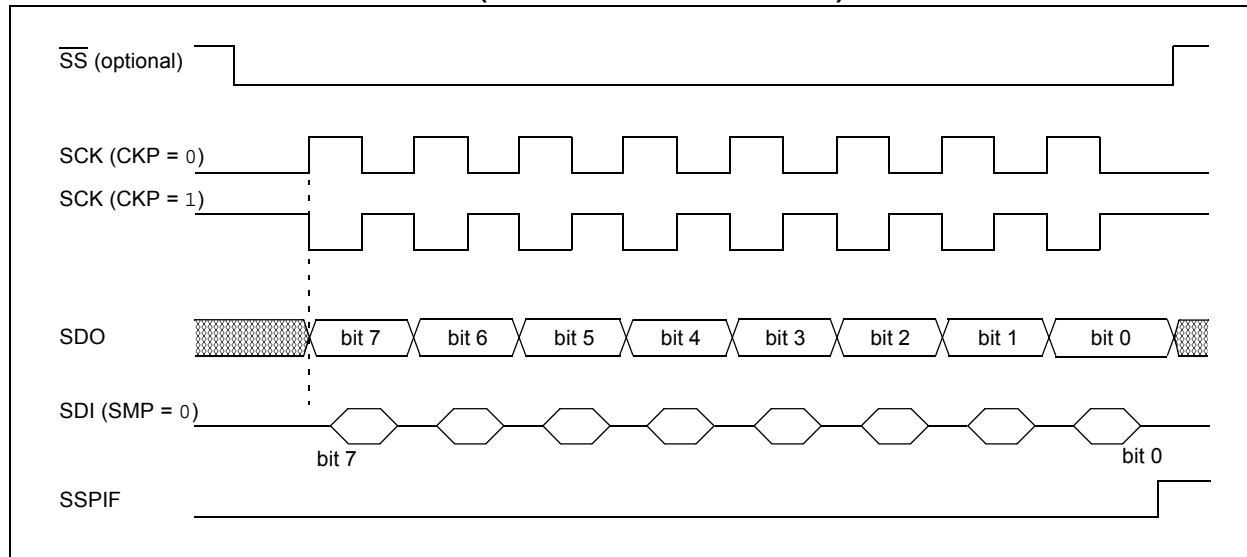 SS (optional)
SCK (CKP = 0)
SCK (CKP = 1)
SDO
bit 7 bit 6 bit 5 bit 4 bit 3 bit 2 bit 1 bit 0
SDI (SMP = 0)
bit 7 bit 0
SSPIF